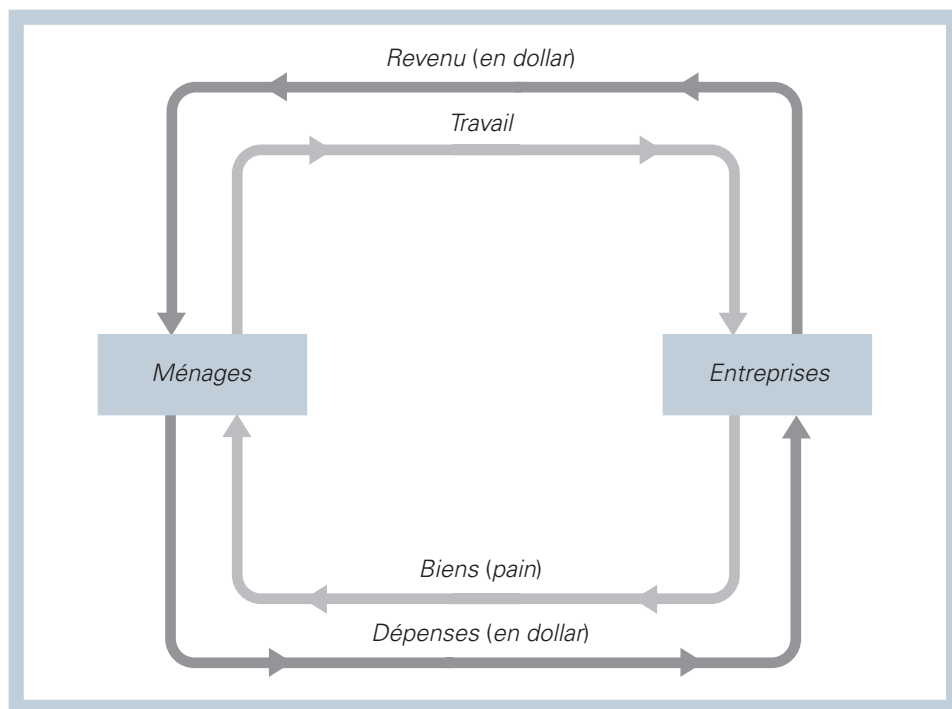 Revenu (en dollar)
Travail
Ménages
Entreprises
Biens (pain)
Dépenses (en dollar)